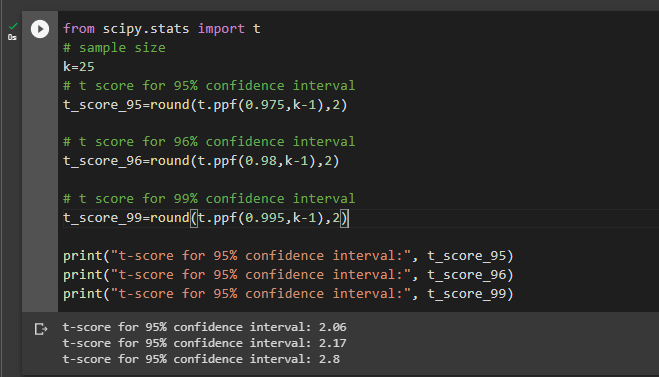 from scipy.stats import t
# sample size
k=25
# t score for 95% confidence interval
t_score_95=round(t.ppf(0.975,k-1),2)
# t score for 96% confidence interval
t_score_96=round(t.ppf(0.98,k-1),2)
# t score for 99% confidence interval
t_score_99=round(t.ppf(0.995,k-1),2)
print("t-score for 95% confidence interval:", t_score_95)
print("t-score for 95% confidence interval:", t_score_96)
print("t-score for 95% confidence interval:", t_score_99)
0s
t-score for 95% confidence interval: 2.06
t-score for 95% confidence interval: 2.17
t-score for 95% confidence interval: 2.8